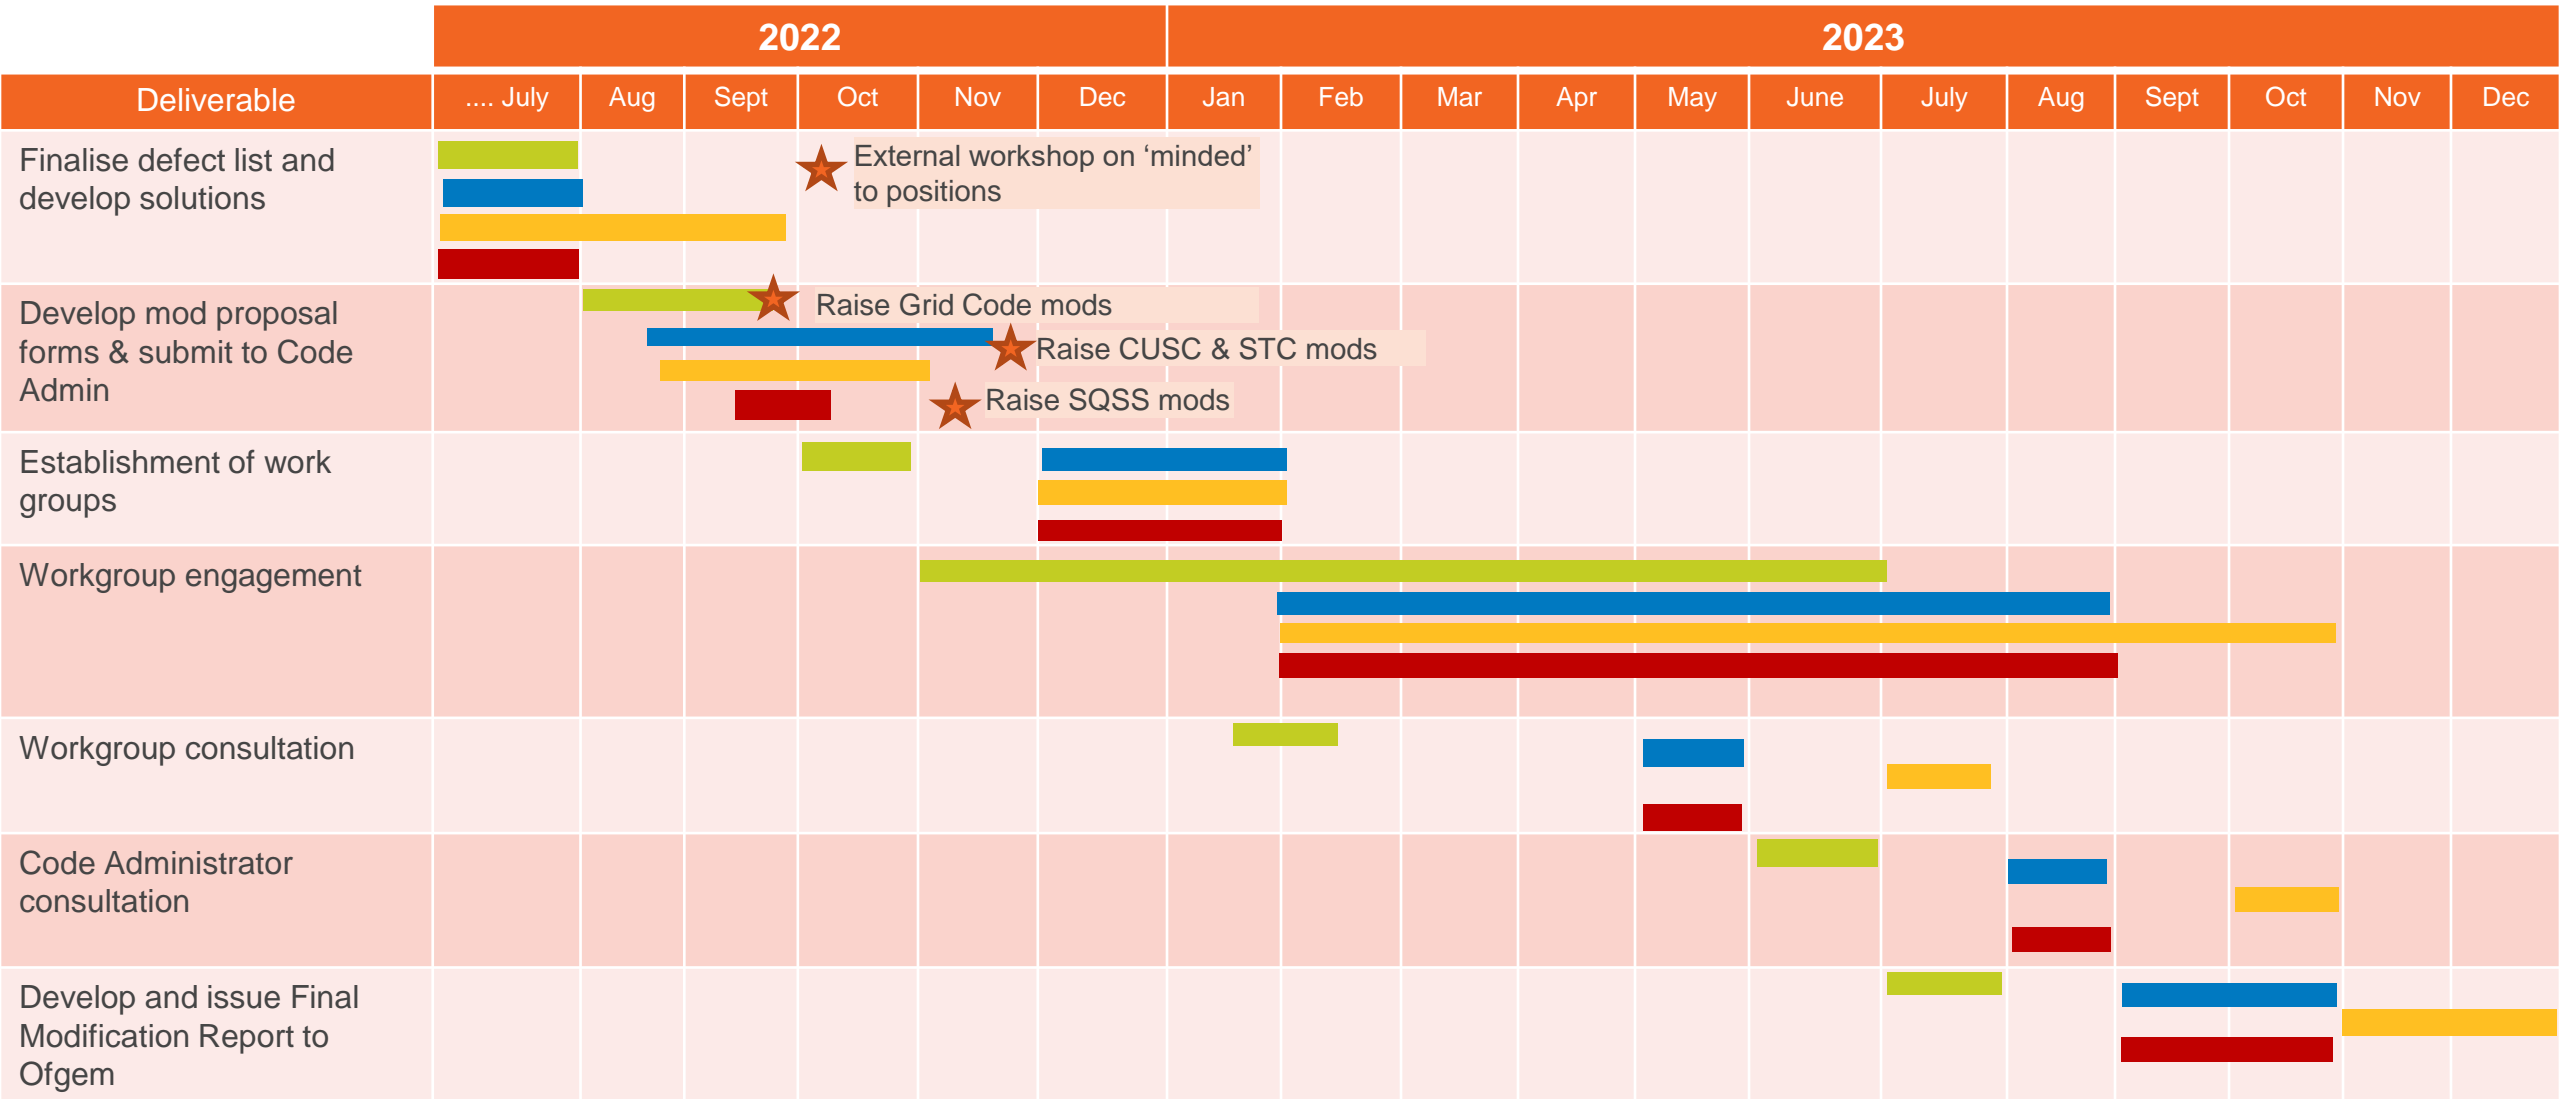 2022 2023
Deliverable .... July Aug Sept Oct Nov Dec Jan Feb Mar Apr May June July Aug Sept Oct Nov Dec
Finalise defect list and
develop solutions
External workshop on ‘minded’
to positions
Develop mod proposal
forms & submit to Code
Admin
Raise Grid Code mods
Raise CUSC & STC mods
Raise SQSS mods
Establishment of work
groups
Workgroup engagement
Workgroup consultation
Code Administrator
consultation
Develop and issue Final
Modification Report to
Ofgem